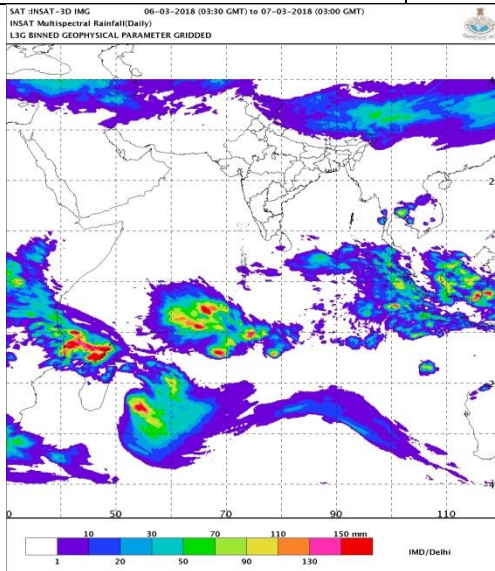 SAT :INSAT-3D IMG 06-03-2018 (03:30 GMT) to 07-03-2018 (03:00 GMT)
INSAT Multispectral Rainfall(Daily)
L3G BINNED GEOPHYSICAL PARAMETER GRIDDED
2
2
4
0 50 70 90 110
10 30 70 110 150 mm
1 20 50 90 130
IMD/Delhi